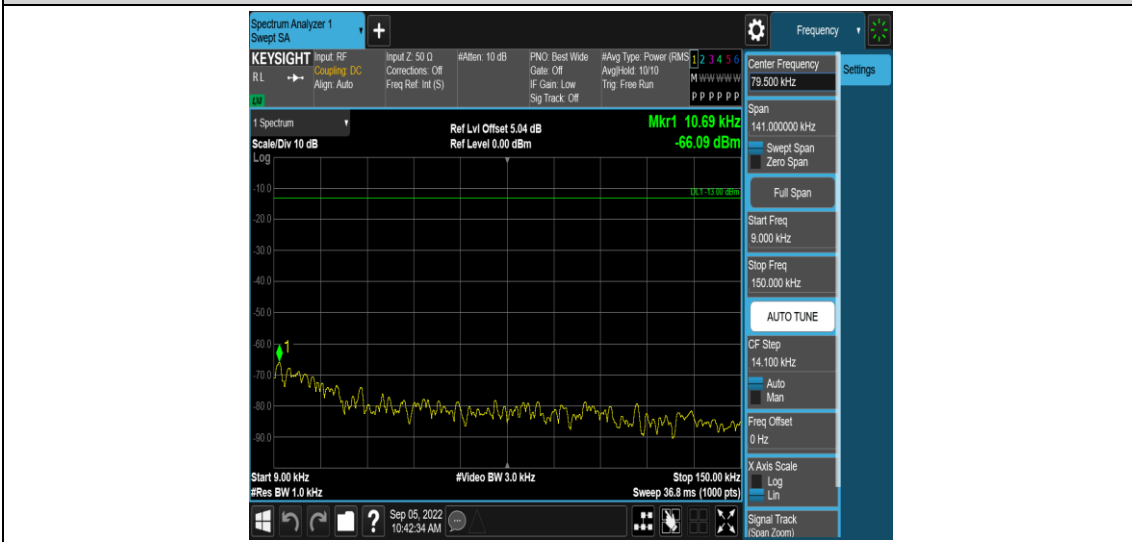 Spectrum Analyzer 1
Swept SA
+
Frequency
KEYSIGHT
RL
LXI
Input: RF
Coupling: DC
Align: Auto
Input Z: 50 Ω
Corrections: Off
Freq Ref: Int (S)
#Atten: 10 dB
PNO: Best Wide
Gate: Off
IF Gain: Low
Sig Track: Off
#Avg Type: Power (RMS
Avg|Hold: 10/10
Trig: Free Run
1 2 3 4 5 6
M W W W W W
P P P P P P
1 Spectrum
Scale/Div 10 dB
Log
Ref Lvl Offset 5.04 dB
Ref Level 0.00 dBm
Mkr1 10.69 kHz
-66.09 dBm
DL1 -13.00 dBm
-10.0
-20.0
-30.0
-40.0
-50.0
-60.0
1
-70.0
-80.0
-90.0
Start 9.00 kHz
#Res BW 1.0 kHz
#Video BW 3.0 kHz
Stop 150.00 kHz
Sweep 36.8 ms (1000 pts)
Sep 05, 2022
10:42:34 AM
?
Center Frequency
79.500 kHz
Settings
Span
141.000000 kHz
Swept Span
Zero Span
Full Span
Start Freq
9.000 kHz
Stop Freq
150.000 kHz
AUTO TUNE
CF Step
14.100 kHz
Auto
Man
Freq Offset
0 Hz
X Axis Scale
Log
Lin
Signal Track
(Span Zoom)